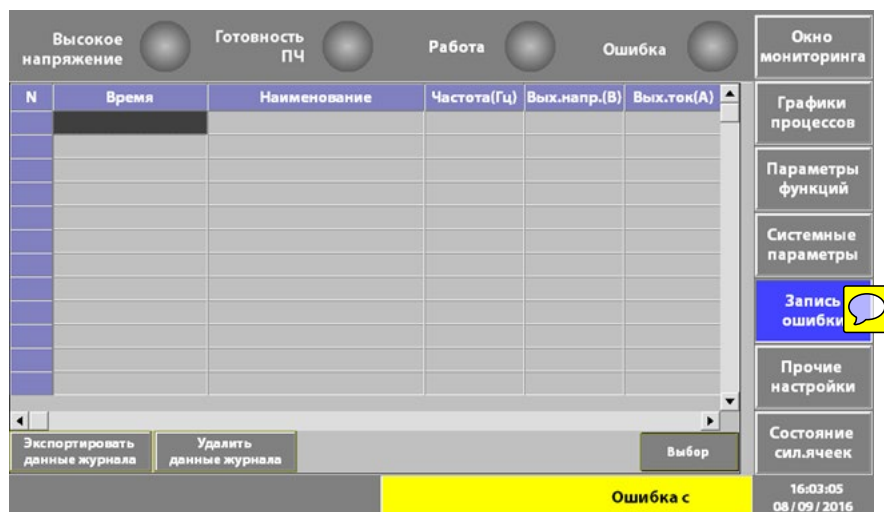 Высокое
напряжение
Готовность
ПЧ
Работа
Ошибка
Окно
мониторинга
N Время Наименование Частота(Гц) Вых.напр.(В) Вых.ток(А)
Графики
процессов
Параметры
функций
Системные
параметры
Запись
ошибки
Прочие
настройки
Состояние
сил.ячеек
Экспортировать
данные журнала
Удалить
данные журнала
Выбор
Ошибка с
16:03:05
08/09/2016